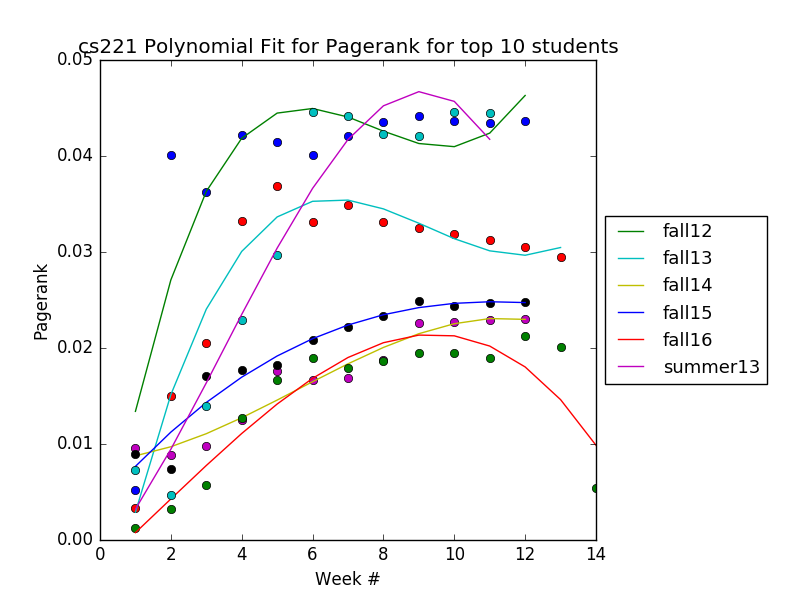 cs221 Polynomial Fit for Pagerank for top 10 students
0.05
0.04
0.03
0.02
0.01
0.00
Pagerank
0 2 4 6 8 10 12 14
Week #
fall12
fall13
fall14
fall15
fall16
summer13